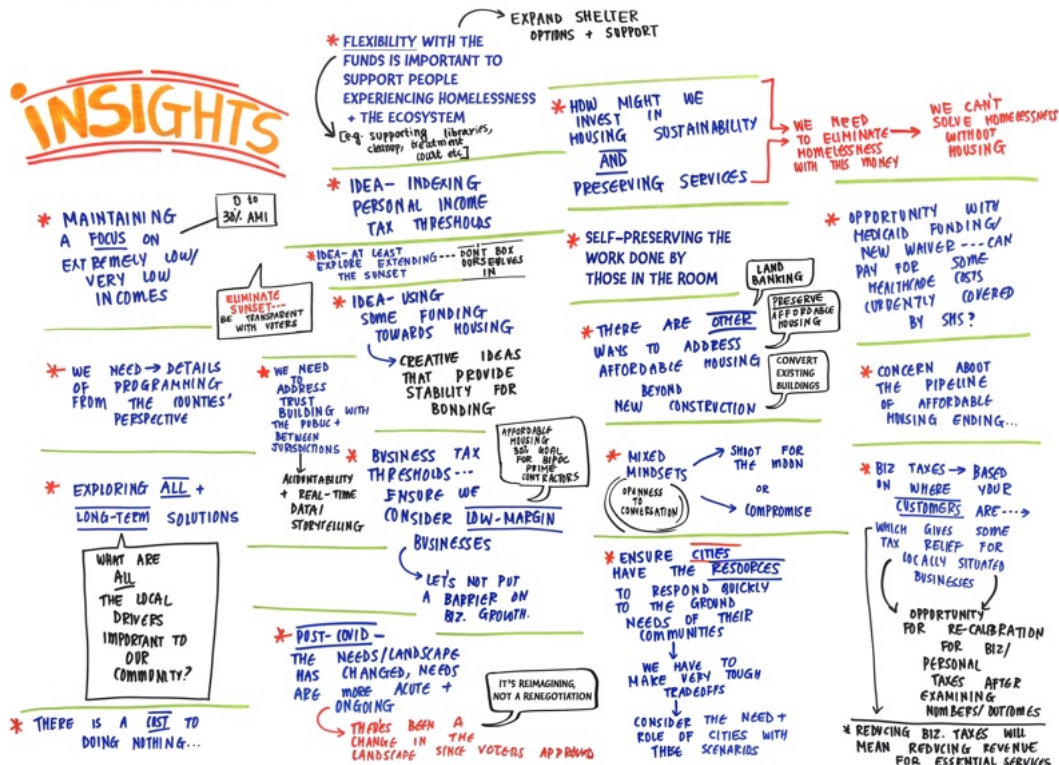 INSIGHTS
* MAINTAINING
A FOCUS ON
EXTREMELY LOW/
VERY LOW
INCOMES
0 to
30% AMI
ELIMINATE
SUNSET...
BE TRANSPARENT
WITH VOTERS
* WE NEED → DETAILS
OF PROGRAMMING
FROM THE COUNTIES'
PERSPECTIVE
* EXPLORING ALL +
LONG-TERM SOLUTIONS
WHAT ARE
ALL
THE LOCAL
DRIVERS
IMPORTANT TO
OUR
COMMUNITY?
* THERE IS A COST TO
DOING NOTHING...
* WE NEED
TO
ADDRESS
TRUST
BUILDING WITH
THE PUBLIC +
BETWEEN
JURISDICTIONS
ACCOUNTABILITY
+ REAL-TIME
DATA/
STORYTELLING
* FLEXIBILITY WITH THE
FUNDS IS IMPORTANT TO
SUPPORT PEOPLE
EXPERIENCING HOMELESSNESS
+ THE ECOSYSTEM
[e.g. supporting libraries,
cleanup, treatment
court etc]
EXPAND SHELTER
OPTIONS + SUPPORT
* IDEA- INDEXING
PERSONAL INCOME
TAX THRESHOLDS
* IDEA- AT LEAST
EXPLORE EXTENDING---
THE SUNSET
DON'T BOX
OURSELVES
IN
* IDEA- USING
SOME FUNDING
TOWARDS HOUSING
CREATIVE IDEAS
THAT PROVIDE
STABILITY FOR
BONDING
* BUSINESS TAX
THRESHOLDS---
ENSURE WE
CONSIDER LOW-MARGIN
BUSINESSES
AFFORDABLE
HOUSING
30% GOAL
FOR BIPOC
PRIME
CONTRACTORS
LET'S NOT PUT
A BARRIER ON
BIZ. GROWTH.
* POST-COVID-
THE NEEDS/LANDSCAPE
HAS CHANGED, NEEDS
ARE MORE ACUTE +
ONGOING
THERE'S BEEN A
CHANGE IN THE
LANDSCAPE SINCE VOTERS APPROVED
IT'S REIMAGINING,
NOT A RENEGOTIATION
* HOW MIGHT WE
INVEST IN
HOUSING SUSTAINABILITY
AND
PRESERVING SERVICES
WE NEED
TO ELIMINATE
HOMELESSNESS
WITH THIS MONEY
WE CAN'T
SOLVE HOMELESSNESS
WITHOUT
HOUSING
* SELF-PRESERVING THE
WORK DONE BY
THOSE IN THE ROOM
* THERE ARE OTHER
WAYS TO ADDRESS
AFFORDABLE HOUSING
BEYOND
NEW CONSTRUCTION
LAND
BANKING
PRESERVE
AFFORDABLE
HOUSING
CONVERT
EXISTING
BUILDINGS
* MIXED
MINDSETS
OPENNESS
TO
CONVERSATION
SHOOT FOR
THE MOON
OR
COMPROMISE
* ENSURE CITIES
HAVE THE RESOURCES
TO RESPOND QUICKLY
TO THE GROUND
NEEDS OF THEIR
COMMUNITIES
WE HAVE TO
MAKE VERY TOUGH
TRADEOFFS
CONSIDER THE NEED +
ROLE OF CITIES WITH
THESE SCENARIOS
* OPPORTUNITY WITH
MEDICAID FUNDING/
NEW WAIVER ---- CAN
PAY FOR SOME
HEALTHCARE COSTS
CURRENTLY COVERED
BY SHS?
* CONCERN ABOUT
THE PIPELINE
OF AFFORDABLE
HOUSING ENDING...
* BIZ TAXES → BASED
ON WHERE YOUR
CUSTOMERS ARE ---→
WHICH GIVES SOME
TAX RELIEF FOR
LOCALLY SITUATED
BUSINESSES
OPPORTUNITY
FOR RE-CALIBRATION
FOR BIZ/
PERSONAL
TAXES AFTER
EXAMINING
NUMBERS/OUTCOMES
* REDUCING BIZ. TAXES WILL
MEAN REDUCING REVENUE
FOR ESSENTIAL SERVICES